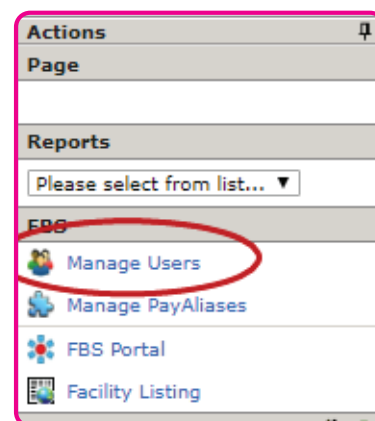 Actions
Page
Reports
Please select from list... ▼
FBS
Manage Users
Manage PayAliases
FBS Portal
Facility Listing